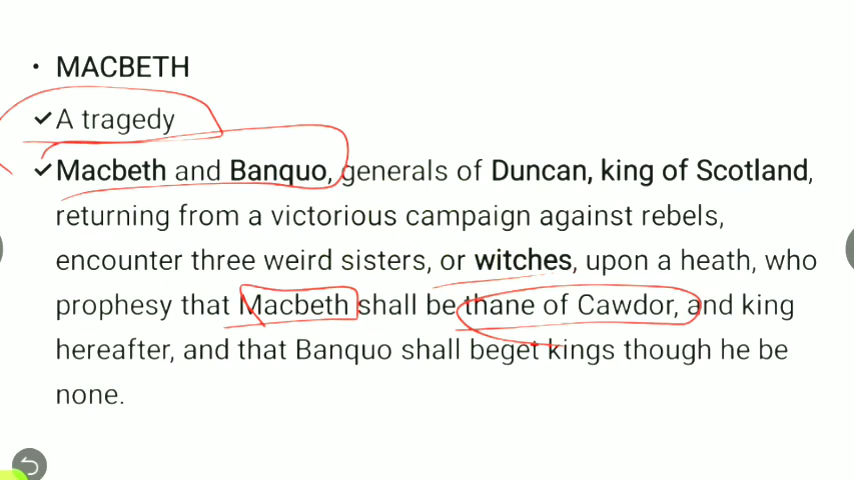 • MACBETH
✓ A tragedy
✓ Macbeth and Banquo, generals of Duncan, king of Scotland,
returning from a victorious campaign against rebels,
encounter three weird sisters, or witches, upon a heath, who
prophesy that Macbeth shall be thane of Cawdor, and king
hereafter, and that Banquo shall beget kings though he be
none.